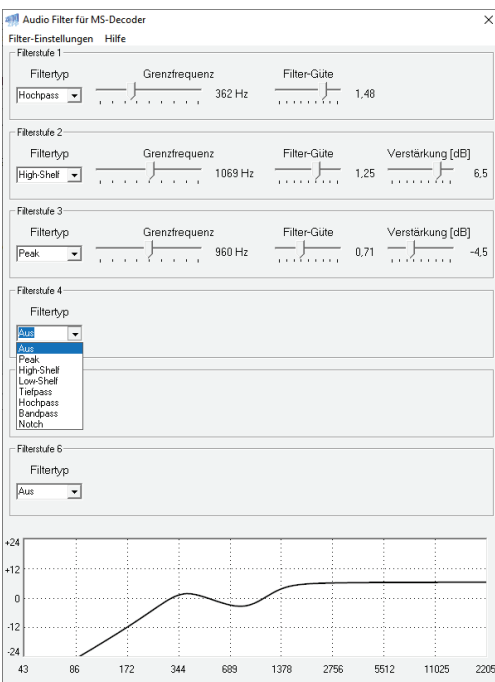 Audio Filter für MS-Decoder
Filter-Einstellungen Hilfe
Filterstufe 1
Filtertyp Grenzfrequenz Filter-Güte
Hochpass 362 Hz 1,48
Filterstufe 2
Filtertyp Grenzfrequenz Filter-Güte Verstärkung [dB]
High-Shelf 1069 Hz 1,25 6,5
Filterstufe 3
Filtertyp Grenzfrequenz Filter-Güte Verstärkung [dB]
Peak 960 Hz 0,71 -4,5
Filterstufe 4
Filtertyp
Aus
Aus
Peak
High-Shelf
Low-Shelf
Tiefpass
Hochpass
Bandpass
Notch
Filterstufe 6
Filtertyp
Aus
+24
+12
0
-12
-24
43 86 172 344 689 1378 2756 5512 11025 2205